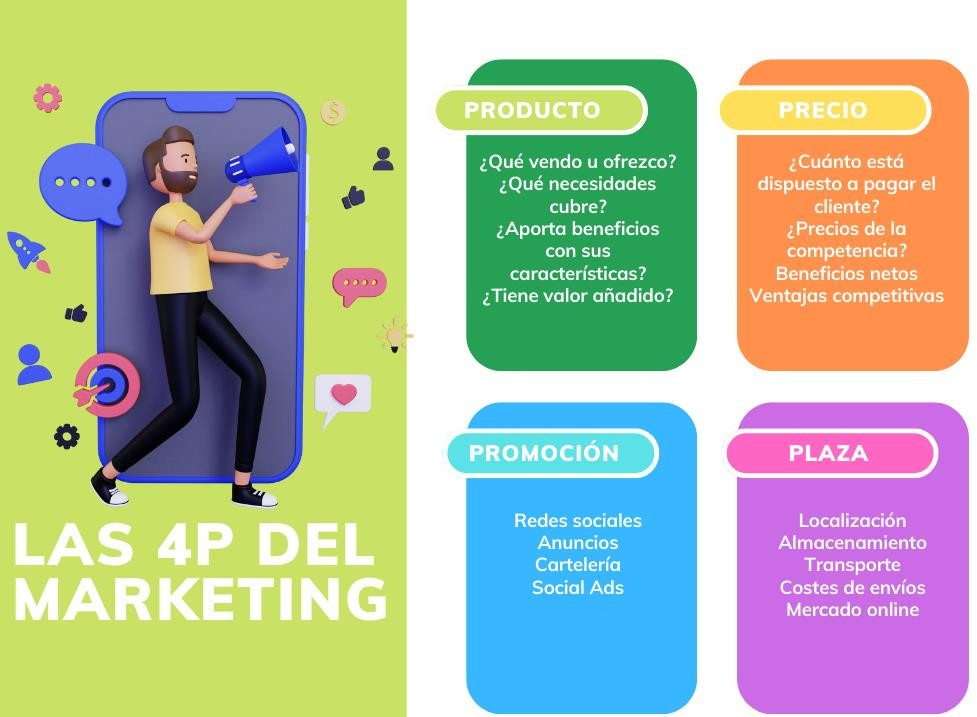 LAS 4P DEL
MARKETING
PRODUCTO
¿Qué vendo u ofrezco?
¿Qué necesidades
cubre?
¿Aporta beneficios
con sus
características?
¿Tiene valor añadido?
PRECIO
¿Cuánto está
dispuesto a pagar el
cliente?
¿Precios de la
competencia?
Beneficios netos
Ventajas competitivas
PROMOCIÓN
Redes sociales
Anuncios
Cartelería
Social Ads
PLAZA
Localización
Almacenamiento
Transporte
Costes de envíos
Mercado online